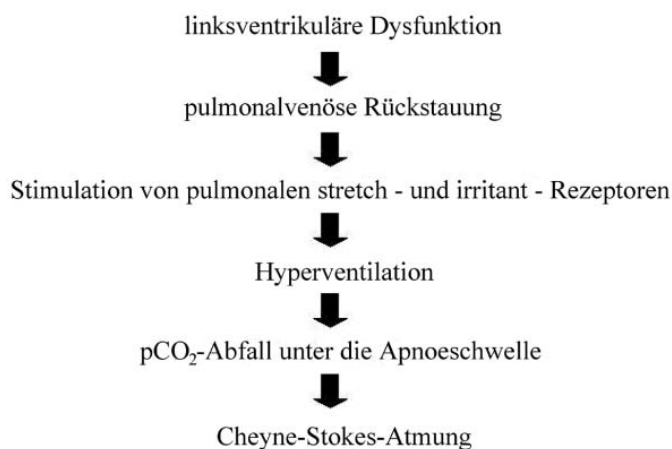 linksventrikuläre Dysfunktion
pulmonalvenöse Rückstauung
Stimulation von pulmonalen stretch - und irritant - Rezeptoren
Hyperventilation
pCO₂-Abfall unter die Apnoeschwelle
Cheyne-Stokes-Atmung